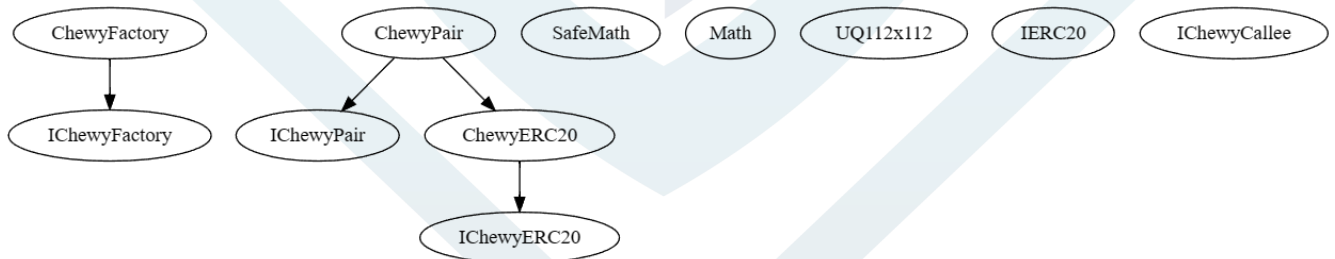 ChewyFactory ChewyPair SafeMath Math UQ112x112 IERC20 IChewyCallee
IChewyFactory IChewyPair ChewyERC20
IChewyERC20